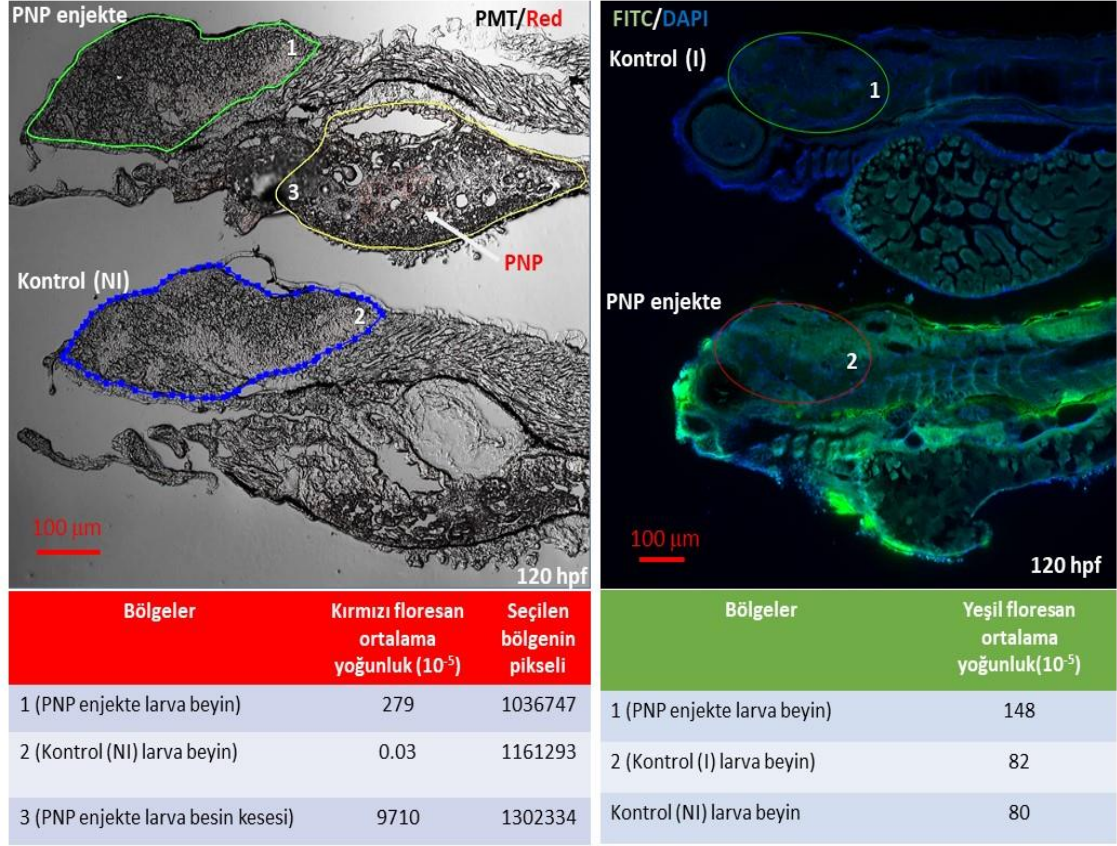 PNP enjekte
PMT/Red
1
3
PNP
Kontrol (NI)
2
100 µm
120 hpf
FITC/DAPI
Kontrol (I)
1
PNP enjekte
2
100 µm
120 hpf
Bölgeler Kırmızı floresan ortalama yoğunluk (10-5) Seçilen bölgenin pikseli
1 (PNP enjekte larva beyin) 279 1036747
2 (Kontrol (NI) larva beyin) 0.03 1161293
3 (PNP enjekte larva besin kesesi) 9710 1302334
Bölgeler Yeşil floresan ortalama yoğunluk(10-5)
1 (PNP enjekte larva beyin) 148
2 (Kontrol (I) larva beyin) 82
Kontrol (NI) larva beyin 80